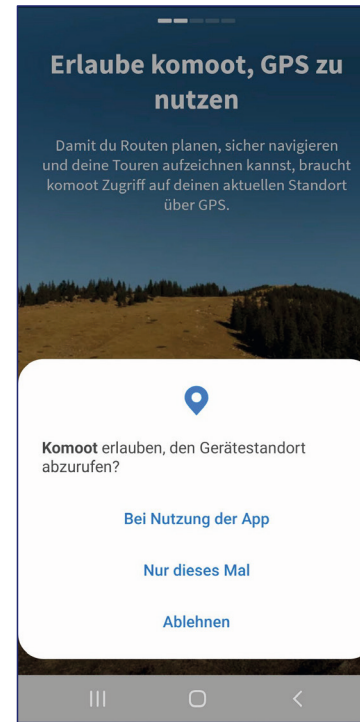 Erlaube komoot, GPS zu
nutzen
Damit du Routen planen, sicher navigieren
und deine Touren aufzeichnen kannst, braucht
komoot Zugriff auf deinen aktuellen Standort
über GPS.
Komoot erlauben, den Gerätestandort
abzurufen?
Bei Nutzung der App
Nur dieses Mal
Ablehnen